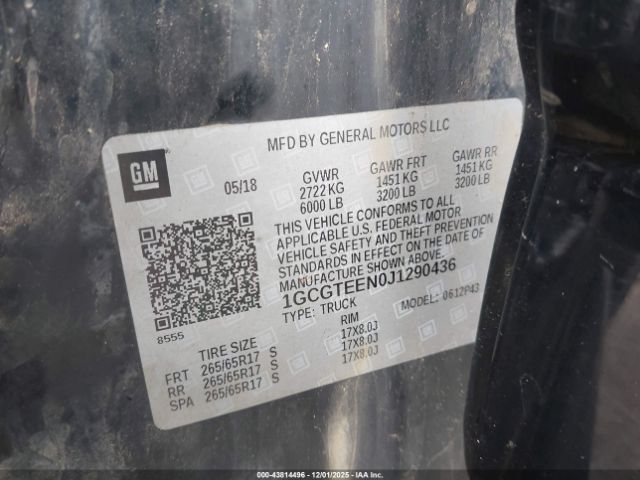 MFD BY GENERAL MOTORS LLC
GM
05/18
GVWR GAWR FRT GAWR RR
2722 KG 1451 KG 1451 KG
6000 LB 3200 LB 3200 LB
THIS VEHICLE CONFORMS TO ALL
APPLICABLE U.S. FEDERAL MOTOR
VEHICLE SAFETY AND THEFT PREVENTION
STANDARDS IN EFFECT ON THE DATE OF
MANUFACTURE SHOWN ABOVE.
1GCGTEEN0J1290436
8555
TYPE: TRUCK MODEL: 0612P43
TIRE SIZE RIM
FRT 265/65R17 S 17X8.0J
RR 265/65R17 S 17X8.0J
SPA 265/65R17 S 17X8.0J
000-43814496 - 12/01/2025 - IAAI.COM